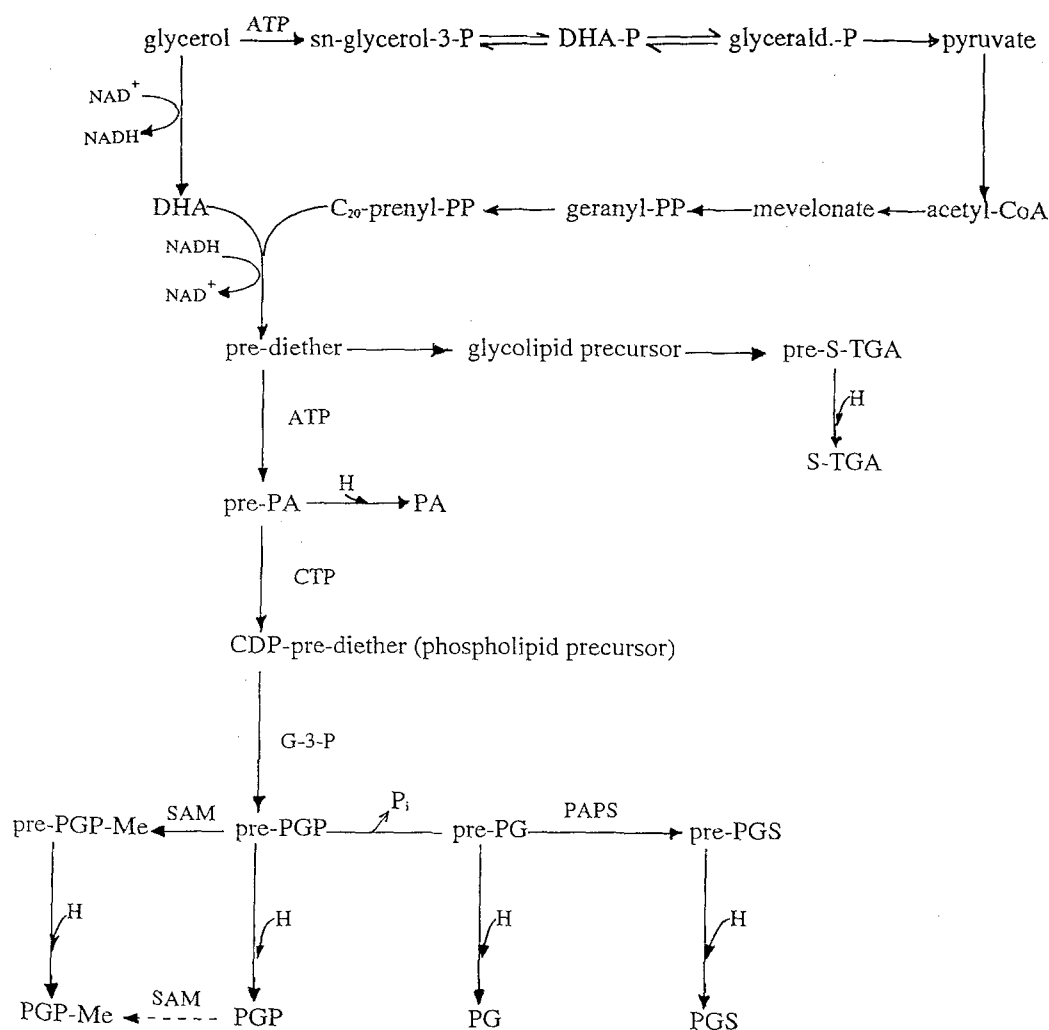 ATP
glycerol sn-glycerol-3-P DHA-P glycerald.-P pyruvate
NAD+
NADH
DHA C20-prenyl-PP geranyl-PP mevelonate acetyl-CoA
NADH
NAD+
pre-diether glycolipid precursor pre-S-TGA
H
ATP
S-TGA
H
pre-PA PA
CTP
CDP-pre-diether (phospholipid precursor)
G-3-P
Pi
SAM PAPS
pre-PGP-Me pre-PGP pre-PG pre-PGS
H H H H
SAM
PGP-Me PGP PG PGS